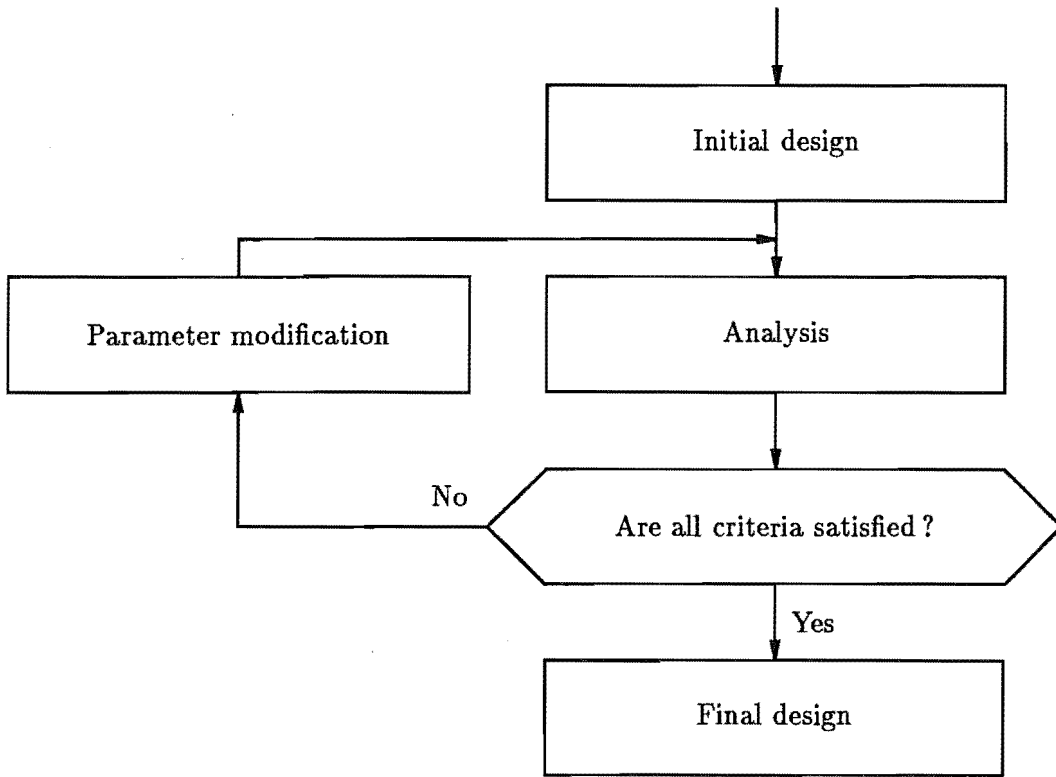 Initial design
Parameter modification
Analysis
No
Are all criteria satisfied ?
Yes
Final design